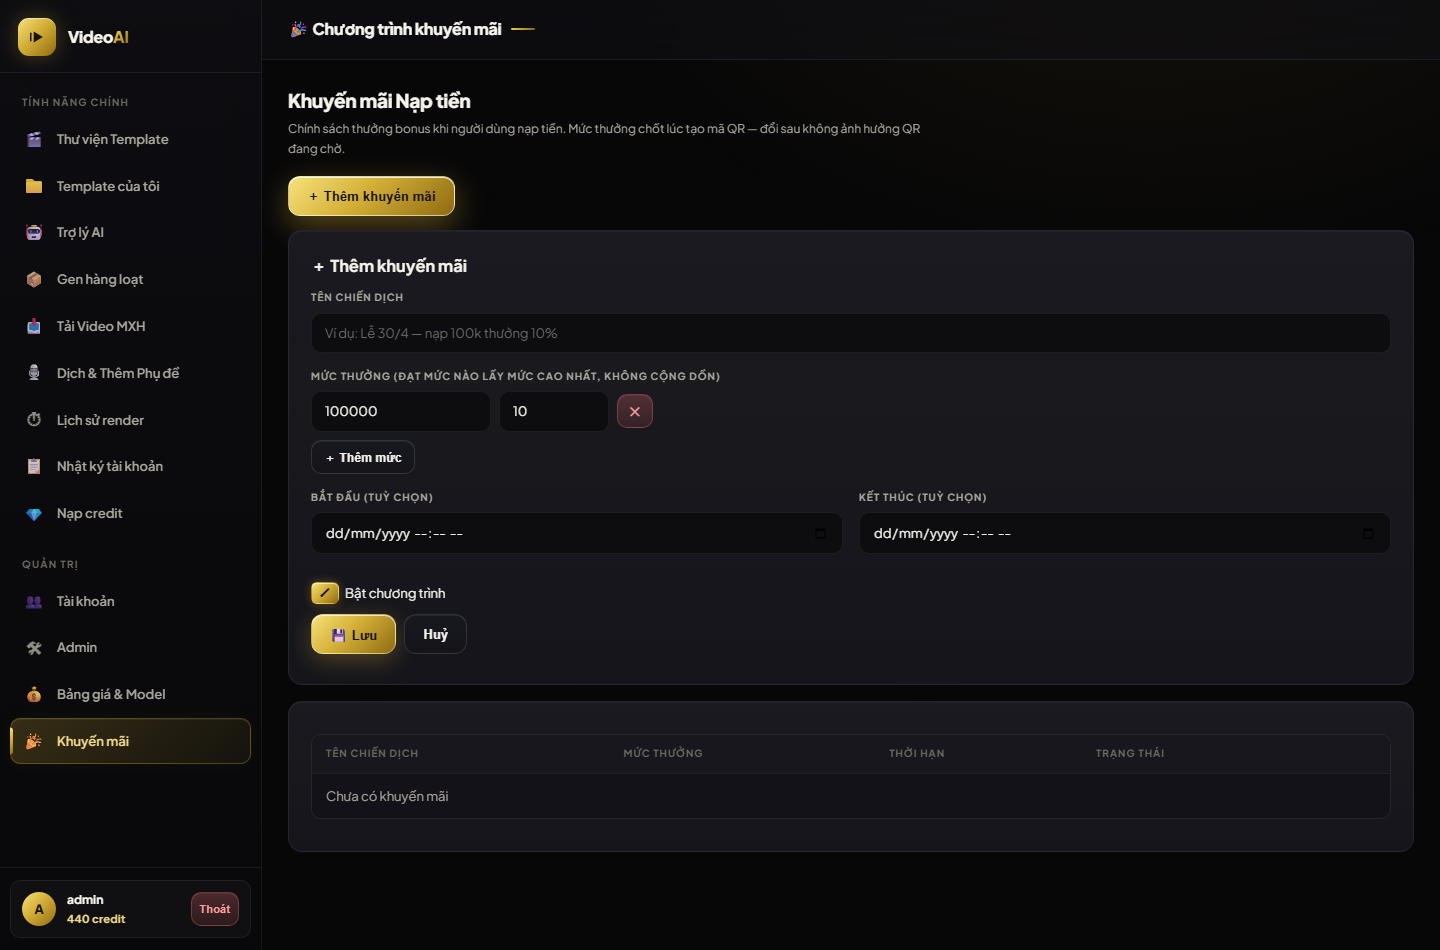 VideoAI
TÍNH NĂNG CHÍNH
Thư viện Template
Template của tôi
Trợ lý AI
Gen hàng loạt
Tải Video MXH
Dịch & Thêm Phụ đề
Lịch sử render
Nhật ký tài khoản
Nạp credit
QUẢN TRỊ
Tài khoản
Admin
Bảng giá & Model
Khuyến mãi
A
admin
440 credit
Thoát
Chương trình khuyến mãi
Khuyến mãi Nạp tiền
Chính sách thưởng bonus khi người dùng nạp tiền. Mức thưởng chốt lúc tạo mã QR — đổi sau không ảnh hưởng QR
đang chờ.
+ Thêm khuyến mãi
+ Thêm khuyến mãi
TÊN CHIẾN DỊCH
Ví dụ: Lễ 30/4 — nạp 100k thưởng 10%
MỨC THƯỞNG (ĐẠT MỨC NÀO LẤY MỨC CAO NHẤT, KHÔNG CỘNG DỒN)
100000 10 ✕
+ Thêm mức
BẮT ĐẦU (TUỲ CHỌN) KẾT THÚC (TUỲ CHỌN)
dd/mm/yyyy --:-- -- dd/mm/yyyy --:-- --
Bật chương trình
Lưu Huỷ
TÊN CHIẾN DỊCH MỨC THƯỞNG THỜI HẠN TRẠNG THÁI
Chưa có khuyến mãi